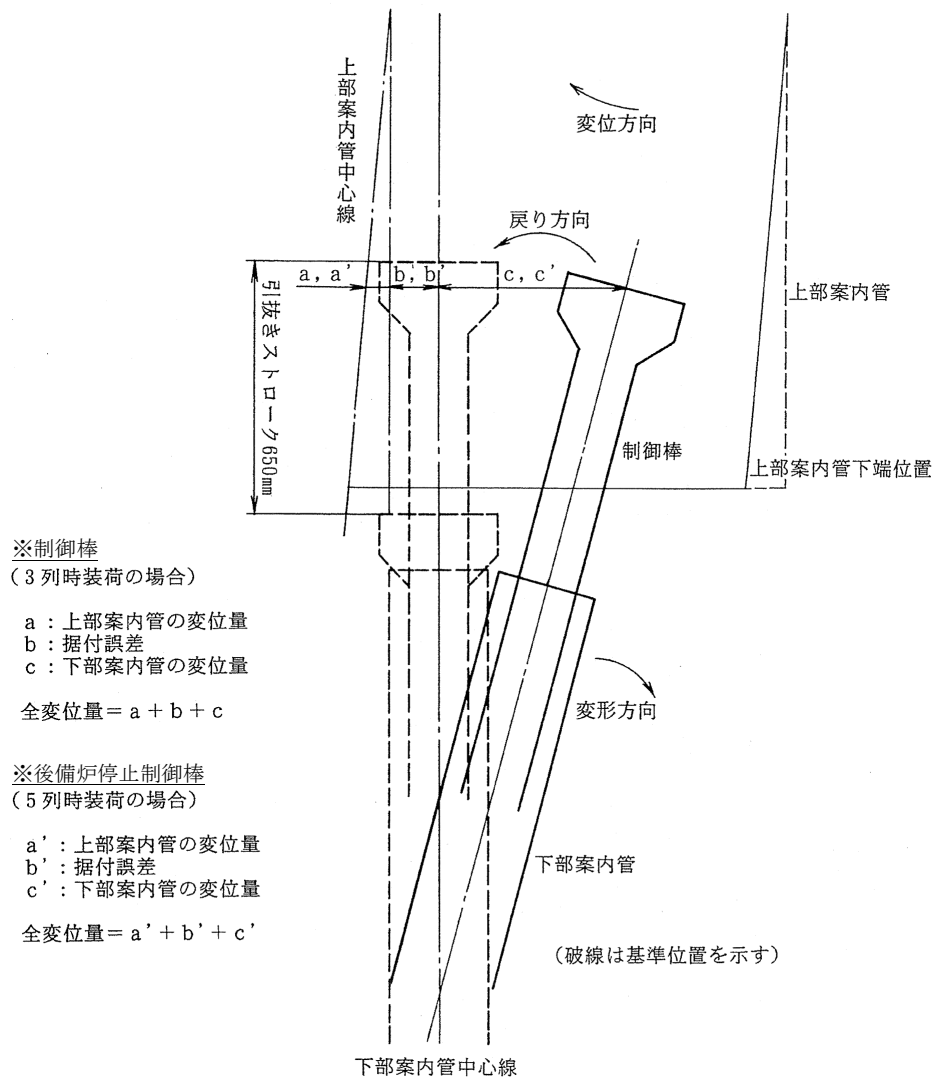 上部案内管中心線
変位方向
戻り方向
a, a' b, b' c, c'
引抜きストローク650mm
上部案内管
制御棒
上部案内管下端位置
※制御棒
(3列時装荷の場合)
a:上部案内管の変位量
b:据付誤差
c:下部案内管の変位量
全変位量=a+b+c
変形方向
※後備炉停止制御棒
(5列時装荷の場合)
a':上部案内管の変位量
b':据付誤差
c':下部案内管の変位量
全変位量=a'+b'+c'
下部案内管
(破線は基準位置を示す)
下部案内管中心線